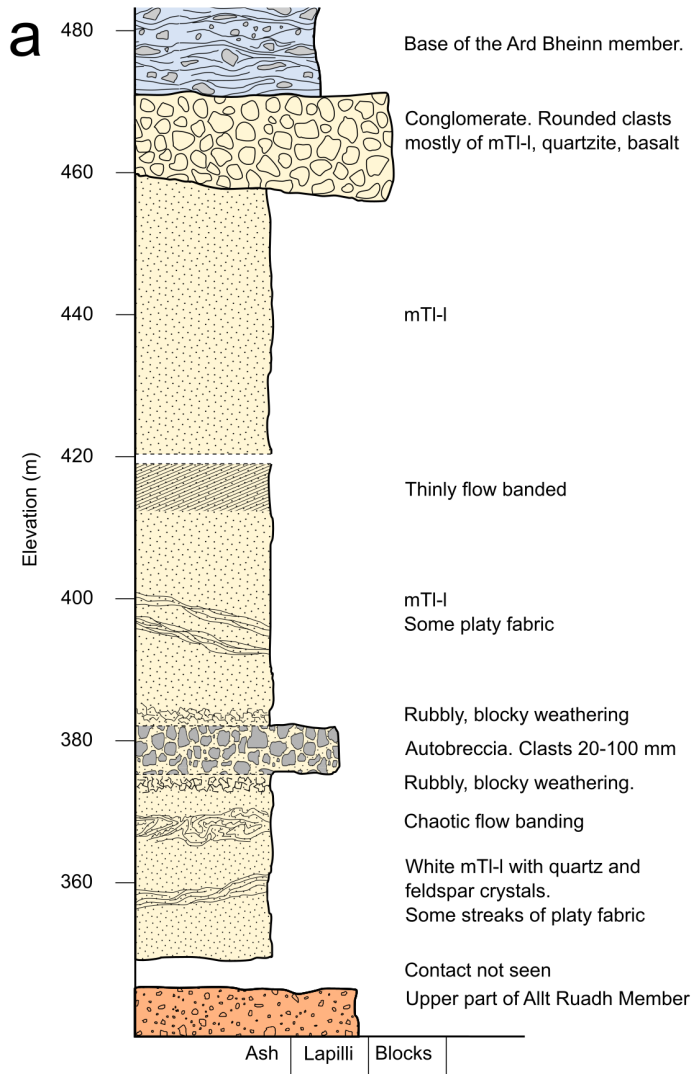 a
480
Base of the Ard Bheinn member.
Conglomerate. Rounded clasts
mostly of mTl-l, quartzite, basalt
460
440
mTl-l
420
Thinly flow banded
Elevation (m)
400
mTl-l
Some platy fabric
Rubbly, blocky weathering
380
Autobreccia. Clasts 20-100 mm
Rubbly, blocky weathering.
Chaotic flow banding
360
White mTl-l with quartz and
feldspar crystals.
Some streaks of platy fabric
Contact not seen
Upper part of Allt Ruadh Member
Ash
Lapilli
Blocks